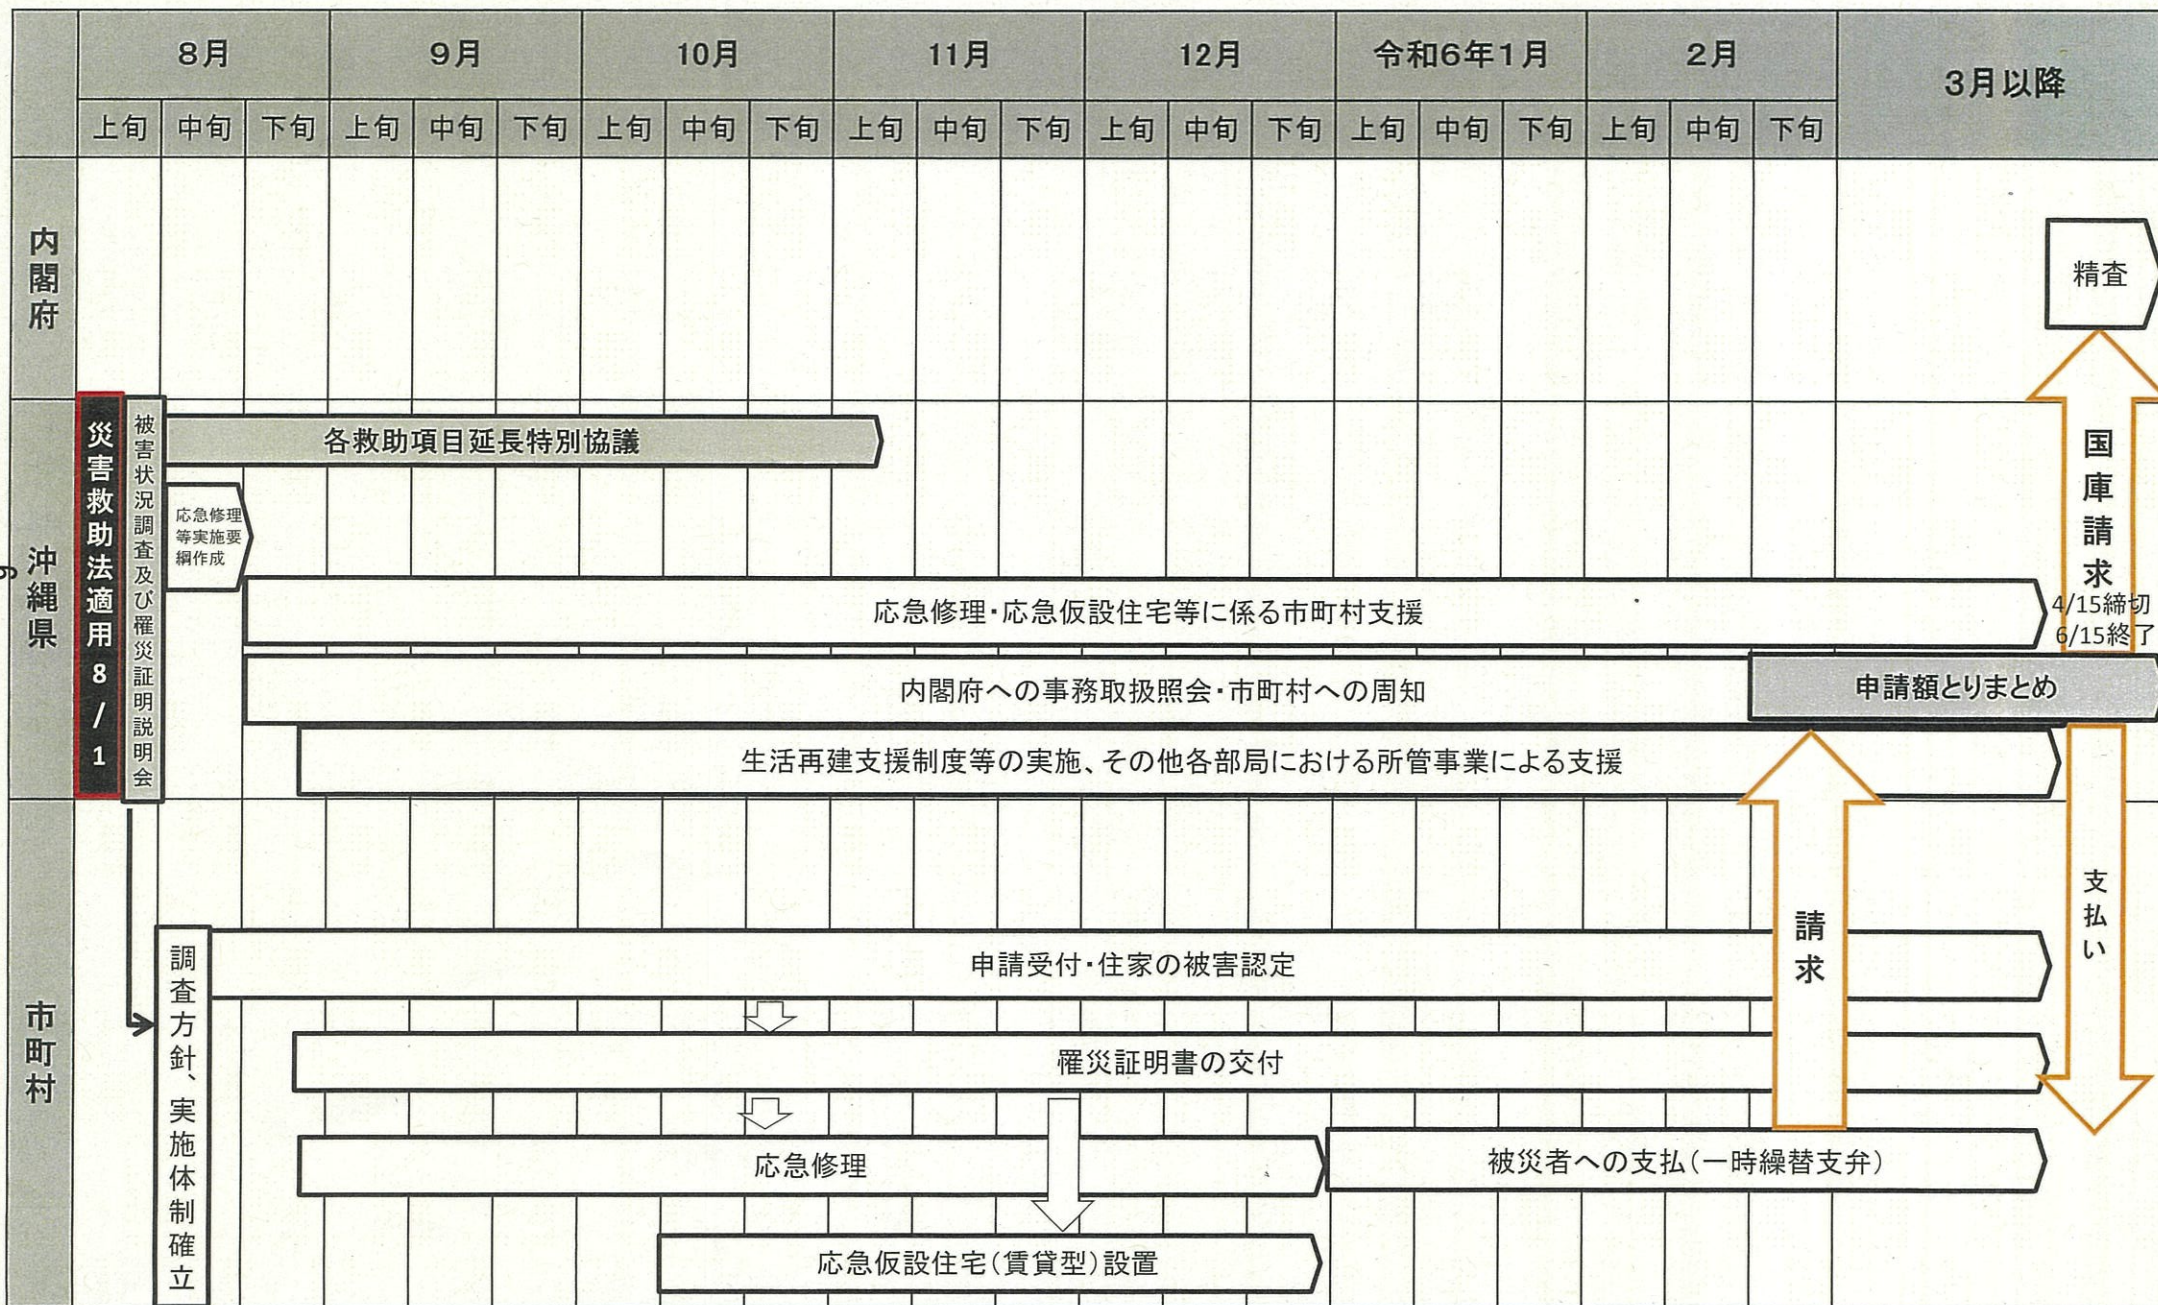 8月
9月
10月
11月
12月
令和6年1月
2月
3月以降
上旬
中旬
下旬
上旬
中旬
下旬
上旬
中旬
下旬
上旬
中旬
下旬
上旬
中旬
下旬
上旬
中旬
下旬
上旬
中旬
下旬
内閣府
精査
沖縄県
災害救助法適用8/1
被害状況調査及び罹災証明説明会
各救助項目延長特別協議
応急修理
等実施要
綱作成
国庫請求
応急修理・応急仮設住宅等に係る市町村支援
4/15締切
6/15終了
内閣府への事務取扱照会・市町村への周知
申請額とりまとめ
生活再建支援制度等の実施、その他各部局における所管事業による支援
市町村
調査方針、実施体制確立
申請受付・住家の被害認定
請求
支払い
罹災証明書の交付
応急修理
被災者への支払(一時繰替支弁)
応急仮設住宅(賃貸型)設置